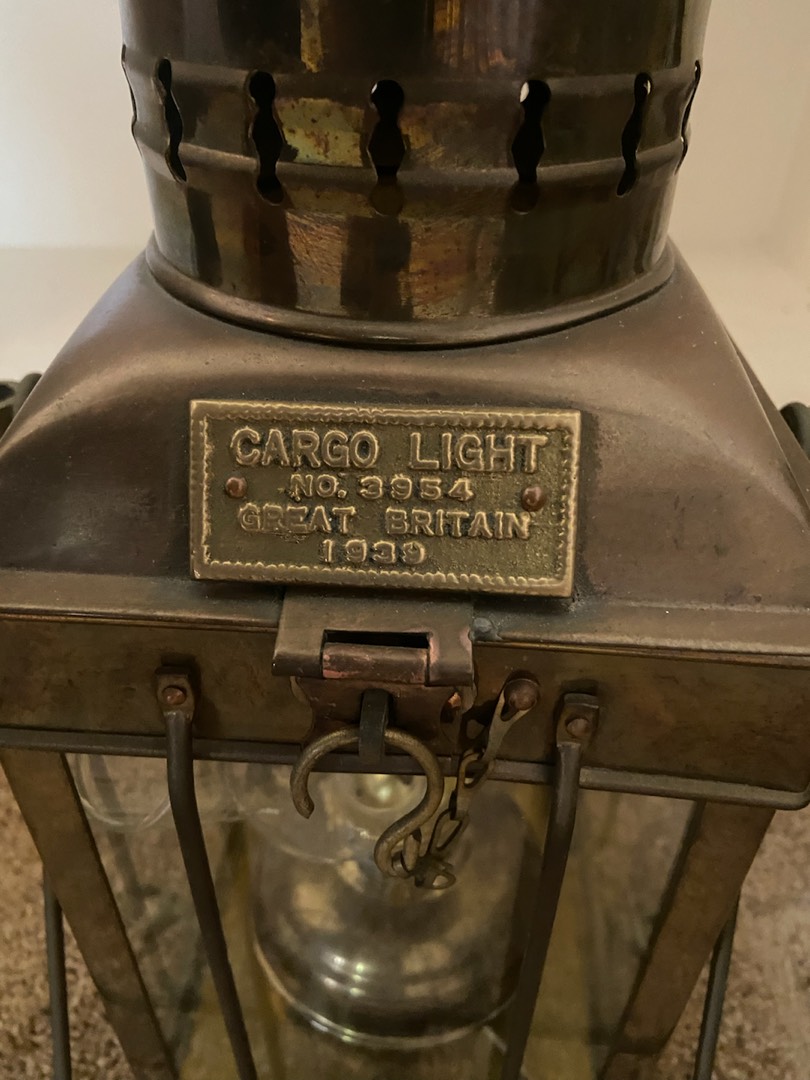 CARGO LIGHT
NO. 3954
GREAT BRITAIN
1939